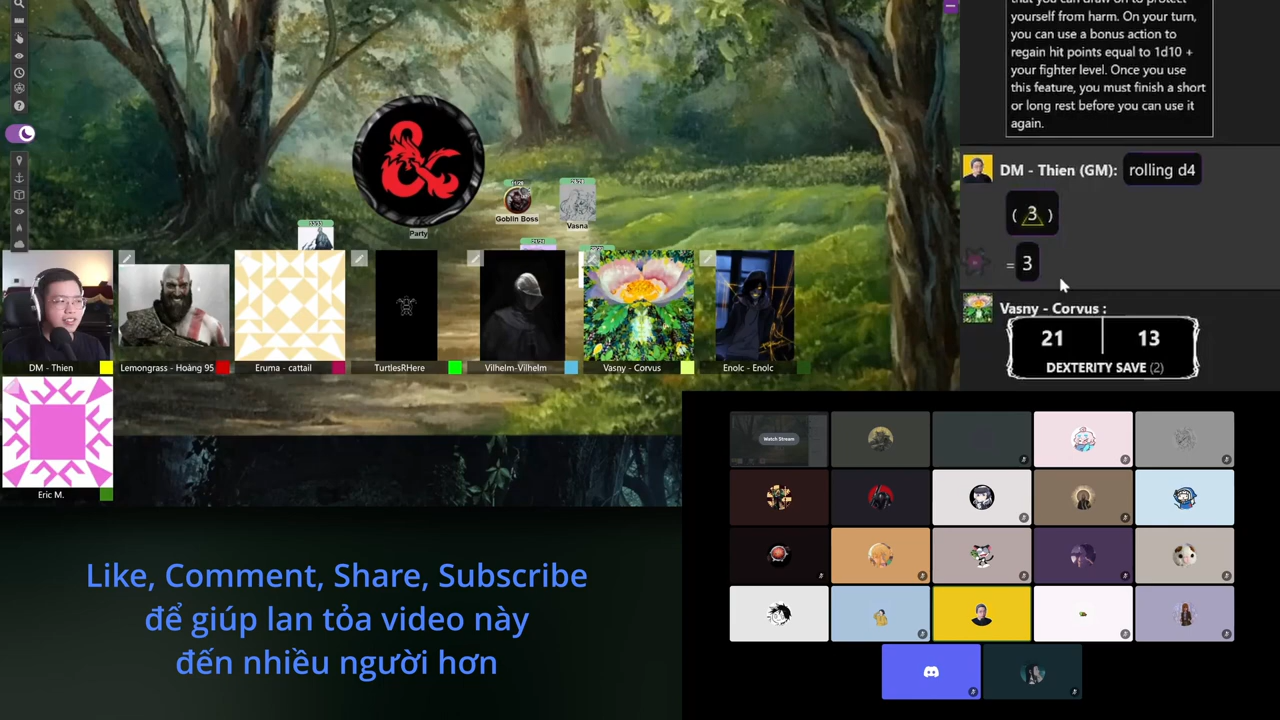 that you can draw on to protect
yourself from harm. On your turn,
you can use a bonus action to
regain hit points equal to 1d10 +
your fighter level. Once you use
this feature, you must finish a short
or long rest before you can use it
again.
DM - Thien (GM): rolling d4
( 3 )
= 3
Vasny - Corvus :
21 13
DEXTERITY SAVE (2)
Goblin Boss
Vasna
Party
DM - Thien
Lemongrass - Hoàng 95
Eruma - cattail
TurtlesRHere
Vilhelm-Vilhelm
Vasny - Corvus
Enolc - Enolc
Eric M.
Watch Stream
Like, Comment, Share, Subscribe
để giúp lan tỏa video này
đến nhiều người hơn